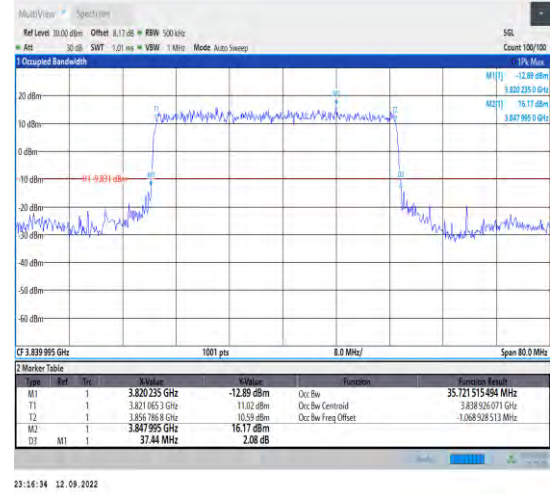 MultiView Spectrum
Ref Level 30.00 dBm Offset 8.17 dB RBW 500 kHz SGL
Att 30 dB SWT 1.01 ms VBW 1 MHz Mode Auto Sweep Count 100/100
1 Occupied Bandwidth 1Pk Max
M1[1] -12.89 dBm
3.820 235 0 GHz
M2[1] 16.17 dBm
3.847 995 0 GHz
20 dBm
M2
T1
10 dBm
0 dBm
-10 dBm
H1 -9.831 dBm
M1
D3
-20 dBm
-30 dBm
-40 dBm
-50 dBm
-60 dBm
CF 3.839 995 GHz 1001 pts 8.0 MHz/ Span 80.0 MHz
2 Marker Table
Type Ref Trc X-Value Y-Value Function Function Result
M1 1 3.820 235 GHz -12.89 dBm Occ Bw 35.721 515 494 MHz
T1 1 3.821 065 3 GHz 11.02 dBm Occ Bw Centroid 3.838 926 071 GHz
T2 1 3.856 786 8 GHz 10.59 dBm Occ Bw Freq Offset -1.068 928 513 MHz
M2 1 3.847 995 GHz 16.17 dBm
D3 M1 1 37.44 MHz 2.08 dB
23:16:34 12.09.2022